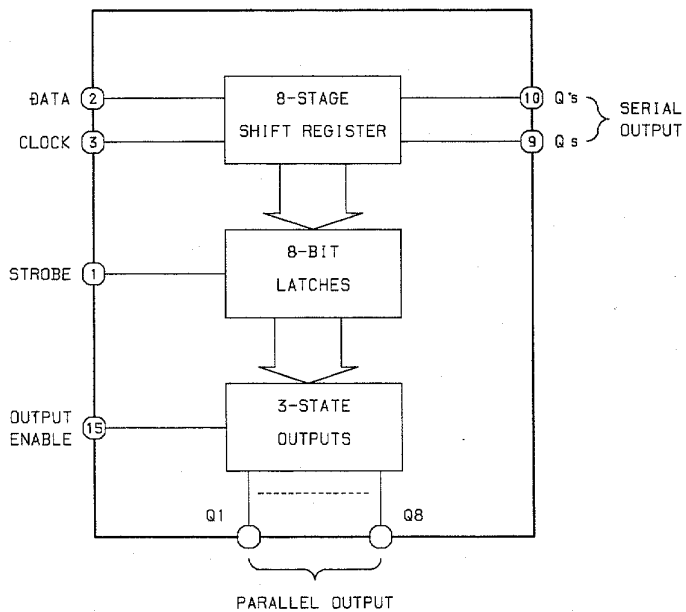 DATA 2
8-STAGE
SHIFT REGISTER
10 Q's
SERIAL
OUTPUT
CLOCK 3
9 Qs
8-BIT
LATCHES
STROBE 1
3-STATE
OUTPUTS
OUTPUT
ENABLE
15
Q1
Q8
PARALLEL OUTPUT